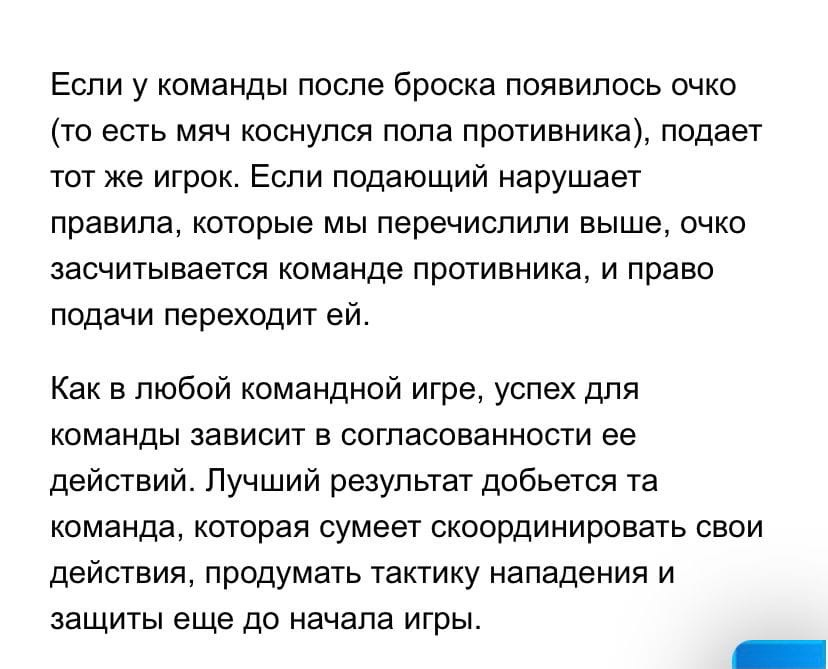 Если у команды после броска появилось очко
(то есть мяч коснулся пола противника), подает
тот же игрок. Если подающий нарушает
правила, которые мы перечислили выше, очко
засчитывается команде противника, и право
подачи переходит ей.
Как в любой командной игре, успех для
команды зависит в согласованности ее
действий. Лучший результат добьется та
команда, которая сумеет скоординировать свои
действия, продумать тактику нападения и
защиты еще до начала игры.